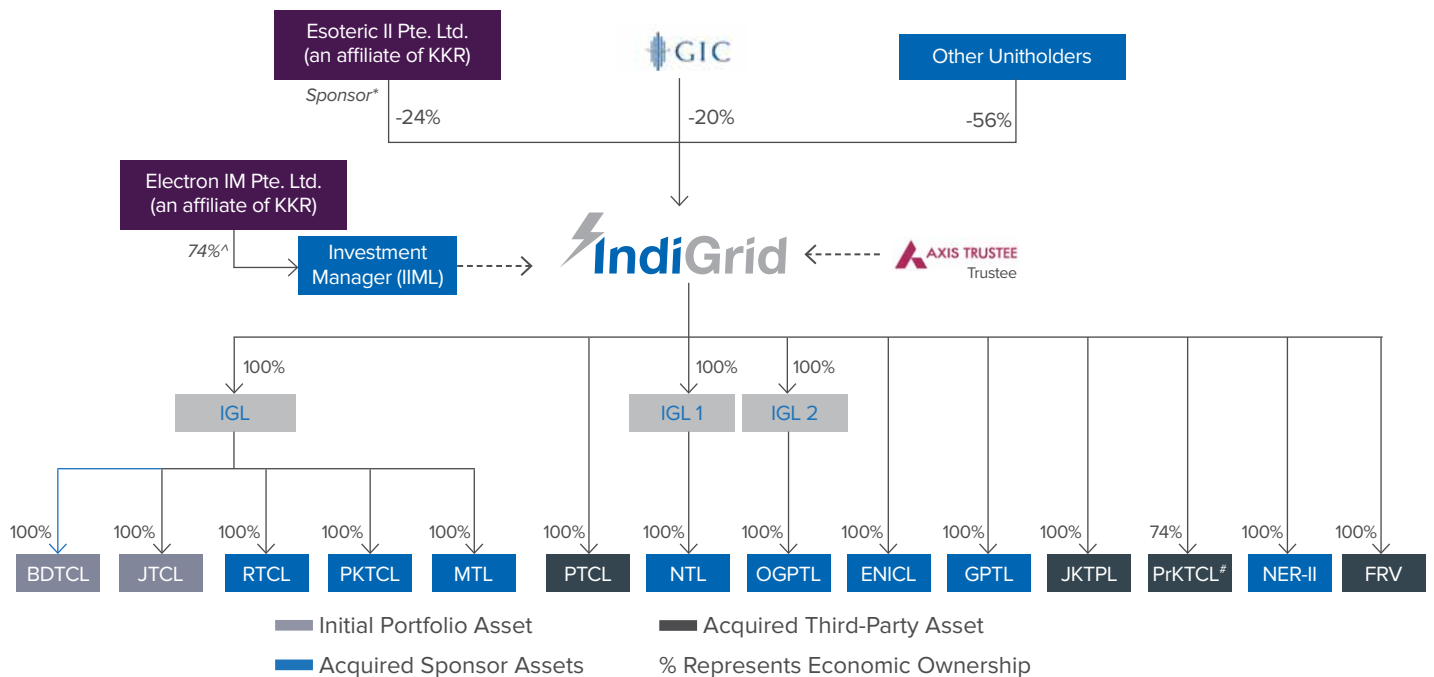 Esoteric II Pte. Ltd.
(an affiliate of KKR)
GIC
Other Unitholders
Sponsor*
-24%
-20%
-56%
Electron IM Pte. Ltd.
(an affiliate of KKR)
74%^
Investment
Manager (IIML)
IndiGrid
AXIS TRUSTEE
Trustee
100%
100%
100%
IGL
IGL 1
IGL 2
100%
100%
100%
100%
100%
100%
100%
100%
100%
100%
100%
74%
100%
100%
BDTCL
JTCL
RTCL
PKTCL
MTL
PTCL
NTL
OGPTL
ENICL
GPTL
JKTPL
PrKTCL#
NER-II
FRV
Initial Portfolio Asset
Acquired Third-Party Asset
Acquired Sponsor Assets
% Represents Economic Ownership